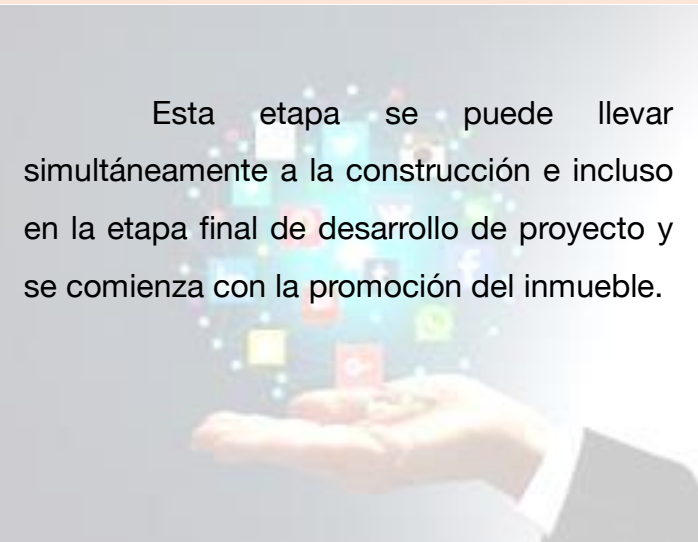 Esta etapa se puede llevar
simultáneamente a la construcción e incluso
en la etapa final de desarrollo de proyecto y
se comienza con la promoción del inmueble.